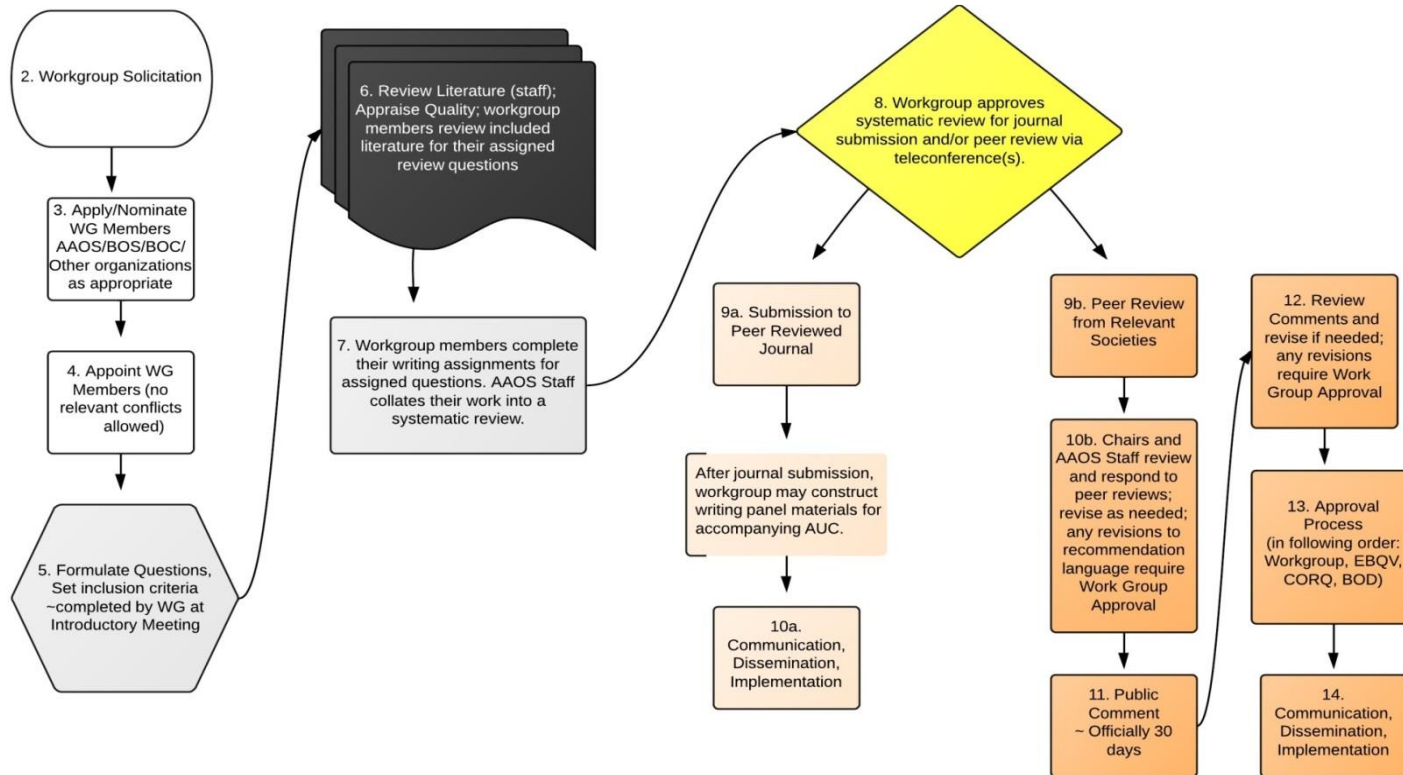 2. Workgroup Solicitation
3. Apply/Nominate
WG Members
AAOS/BOS/BOC/
Other organizations
as appropriate
4. Appoint WG
Members (no
relevant conflicts
allowed)
5. Formulate Questions,
Set inclusion criteria
~completed by WG at
Introductory Meeting
6. Review Literature (staff);
Appraise Quality; workgroup
members review included
literature for their assigned
review questions
7. Workgroup members complete
their writing assignments for
assigned questions. AAOS Staff
collates their work into a
systematic review.
8. Workgroup approves
systematic review for journal
submission and/or peer review via
teleconference(s).
9a. Submission to
Peer Reviewed
Journal
After journal submission,
workgroup may construct
writing panel materials for
accompanying AUC.
10a.
Communication,
Dissemination,
Implementation
9b. Peer Review
from Relevant
Societies
10b. Chairs and
AAOS Staff review
and respond to
peer reviews;
revise as needed;
any revisions to
recommendation
language require
Work Group
Approval
11. Public
Comment
~ Officially 30
days
12. Review
Comments and
revise if needed;
any revisions
require Work
Group Approval
13. Approval
Process
(in following order:
Workgroup, EBQV,
CORQ, BOD)
14.
Communication,
Dissemination,
Implementation